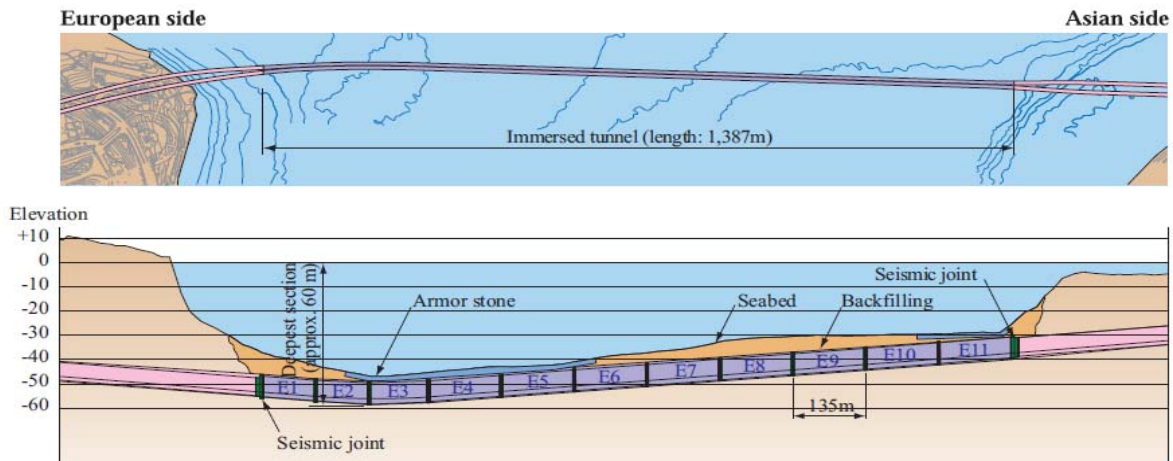 European side
Asian side
Immersed tunnel (length: 1,387m)
Elevation
+10
0
-10
-20
-30
-40
-50
-60
Deepest section
(approx. 60 m)
Armor stone
Seabed
Backfilling
Seismic joint
E1
E2
E3
E4
E5
E6
E7
E8
E9
E10
E11
135m
Seismic joint